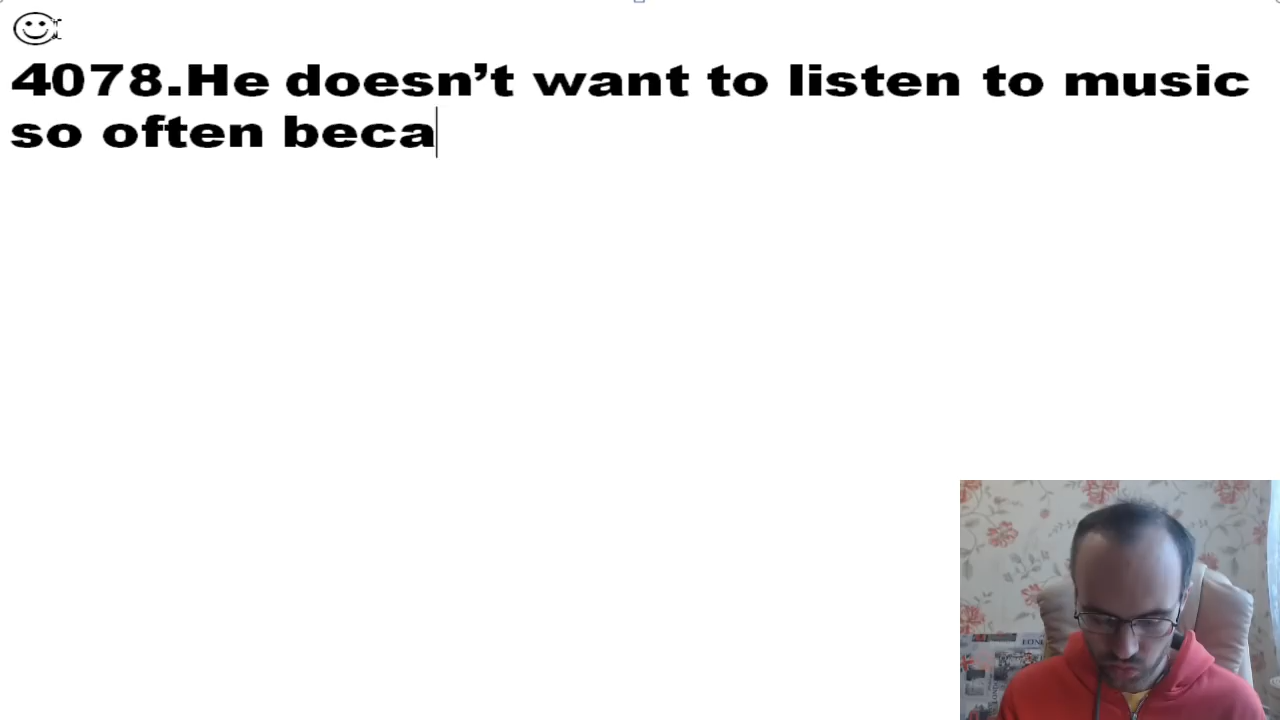 4078.He doesn’t want to listen to music
so often beca